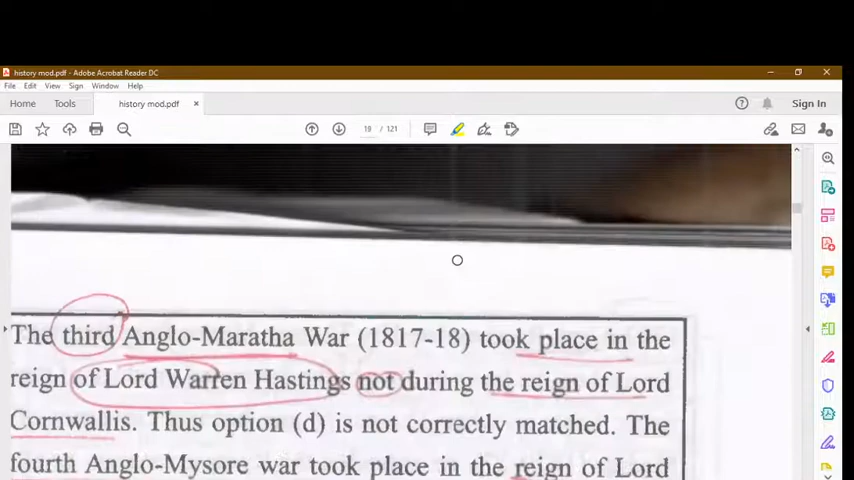 history mod.pdf - Adobe Acrobat Reader DC
File Edit View Sign Window Help
Home Tools history mod.pdf × Sign In
18 / 121
The third Anglo-Maratha War (1817-18) took place in the
reign of Lord Warren Hastings not during the reign of Lord
Cornwallis. Thus option (d) is not correctly matched. The
fourth Anglo-Mysore war took place in the reign of Lord